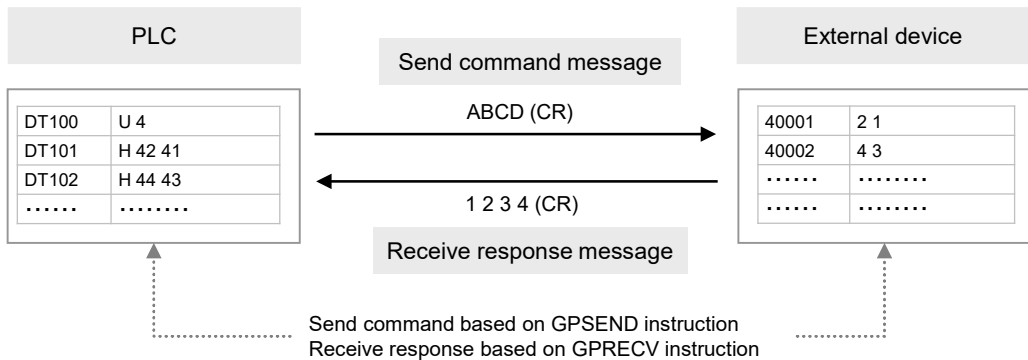 PLC
External device
Send command message
ABCD (CR)
DT100 U 4
DT101 H 42 41
DT102 H 44 43
······ ········
40001 2 1
40002 4 3
······ ········
······ ········
1 2 3 4 (CR)
Receive response message
Send command based on GPSEND instruction
Receive response based on GPRECV instruction